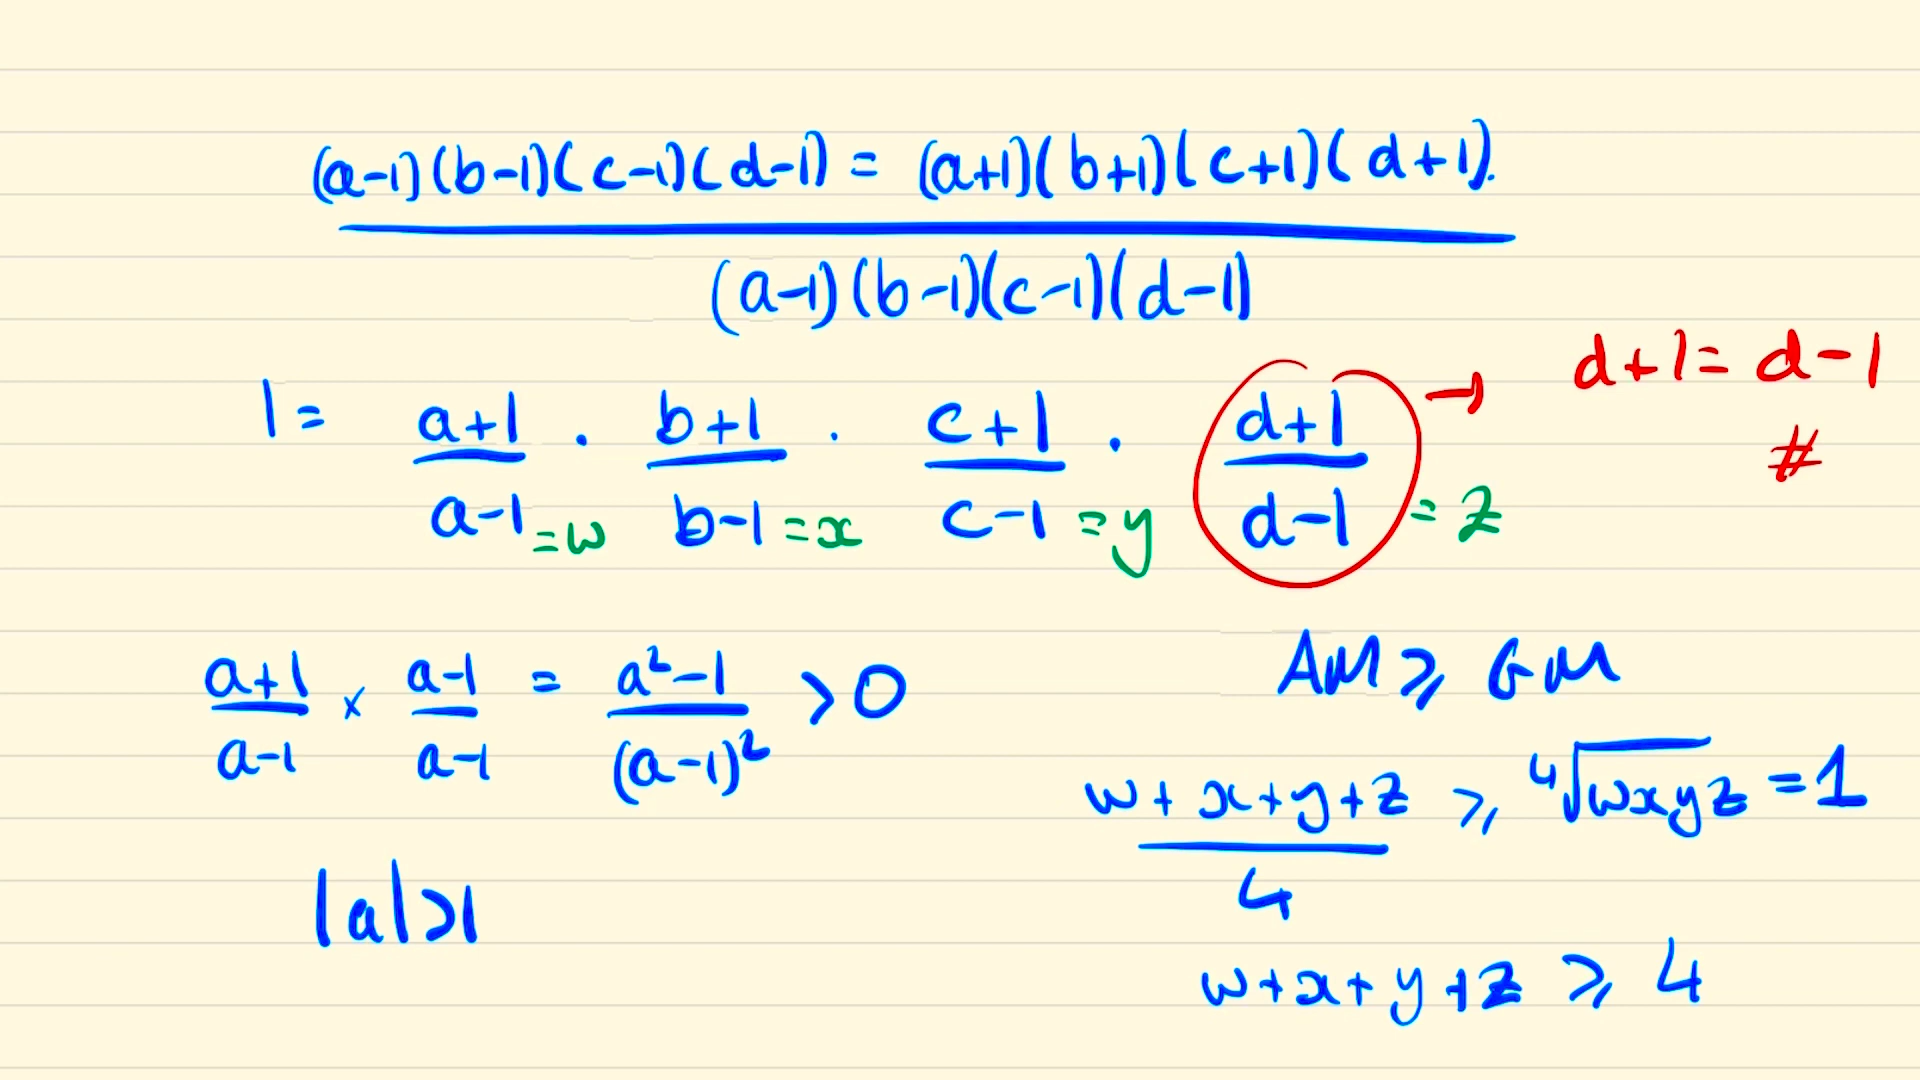 (a-1)(b-1)(c-1)(d-1) = (a+1)(b+1)(c+1)(d+1).
(a-1)(b-1)(c-1)(d-1)
1 = a+1/a-1 = w · b+1/b-1 = x · c+1/c-1 = y · d+1/d-1 = z → d+1 = d-1
#
a+1/a-1 × a-1/a-1 = a²-1/(a-1)² > 0
|a|>1
AM ⩾ GM
w+x+y+z/4 ⩾ ⁴√wxyz = 1
w+x+y+z ⩾ 4